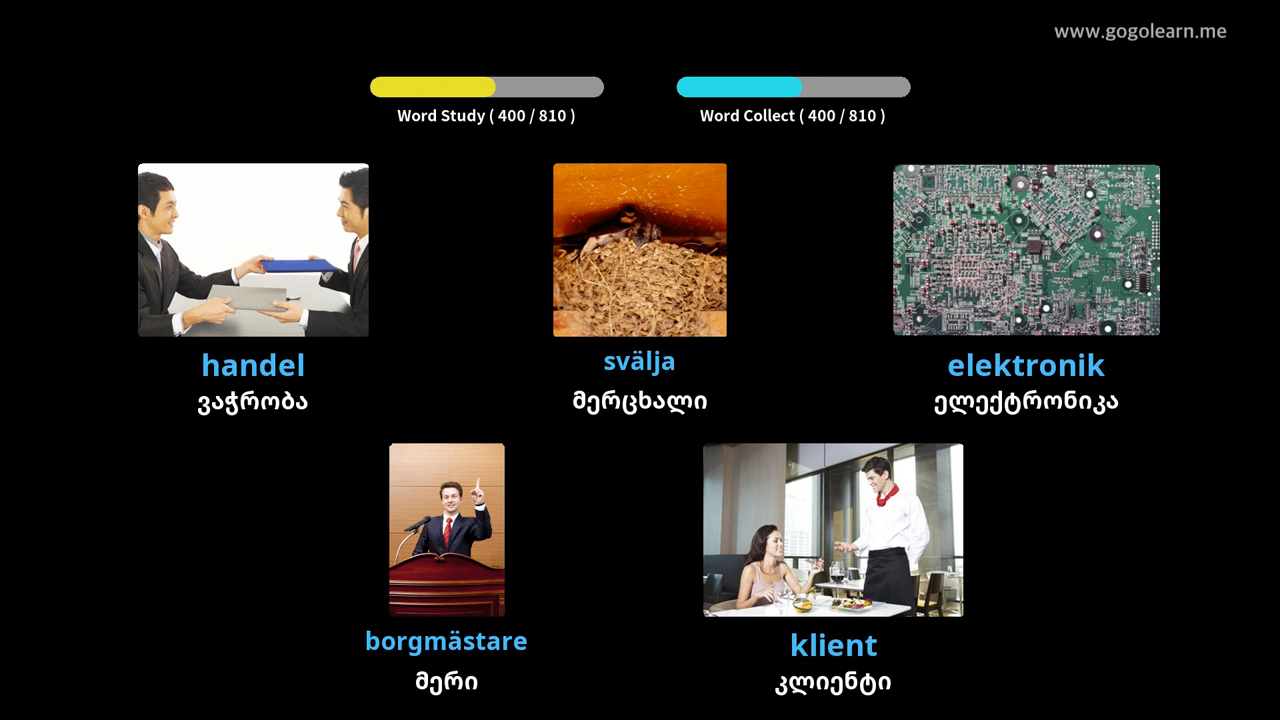 www.gogolearn.me
Word Study ( 400 / 810 )
Word Collect ( 400 / 810 )
handel
ვაჭრობა
svälja
მერცხალი
elektronik
ელექტრონიკა
borgmästare
მერი
klient
კლიენტი